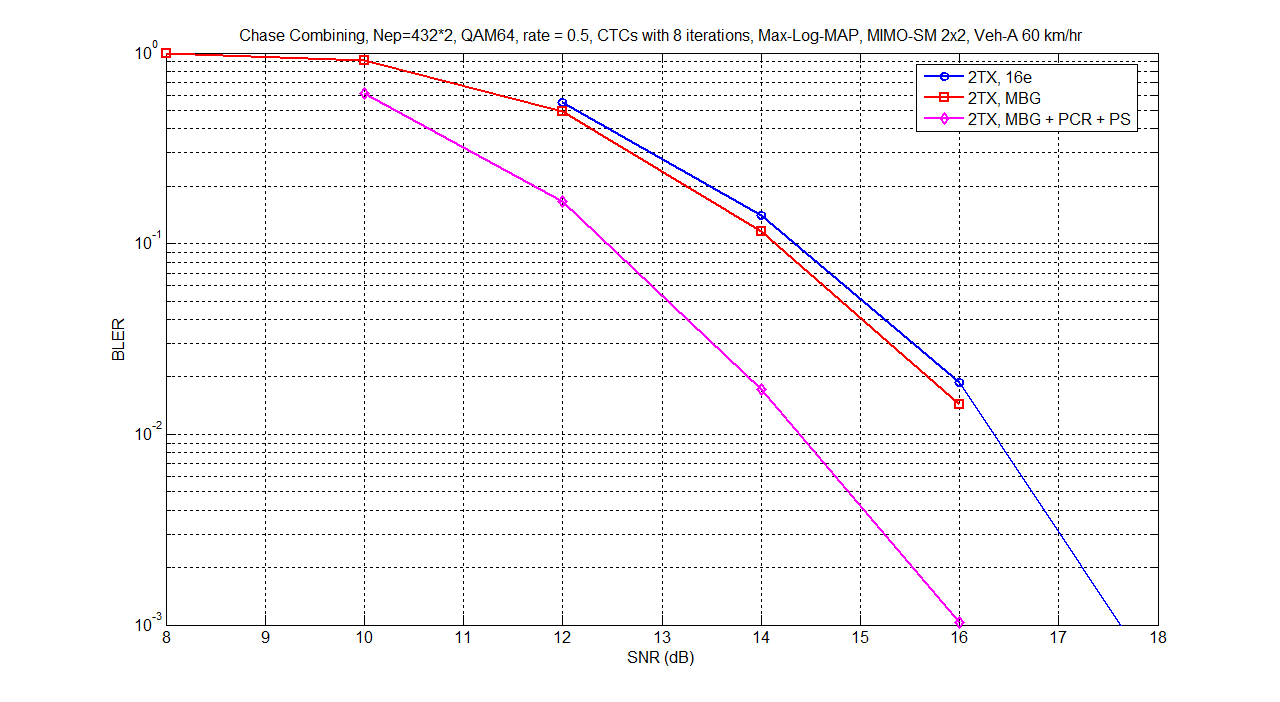 Chase Combining, Nep=432*2, QAM64, rate = 0.5, CTCs with 8 iterations, Max-Log-MAP, MIMO-SM 2x2, Veh-A 60 km/hr
10^0
2TX, 16e
2TX, MBG
2TX, MBG + PCR + PS
10^-1
BLER
10^-2
10^-3
8 9 10 11 12 13 14 15 16 17 18
SNR (dB)